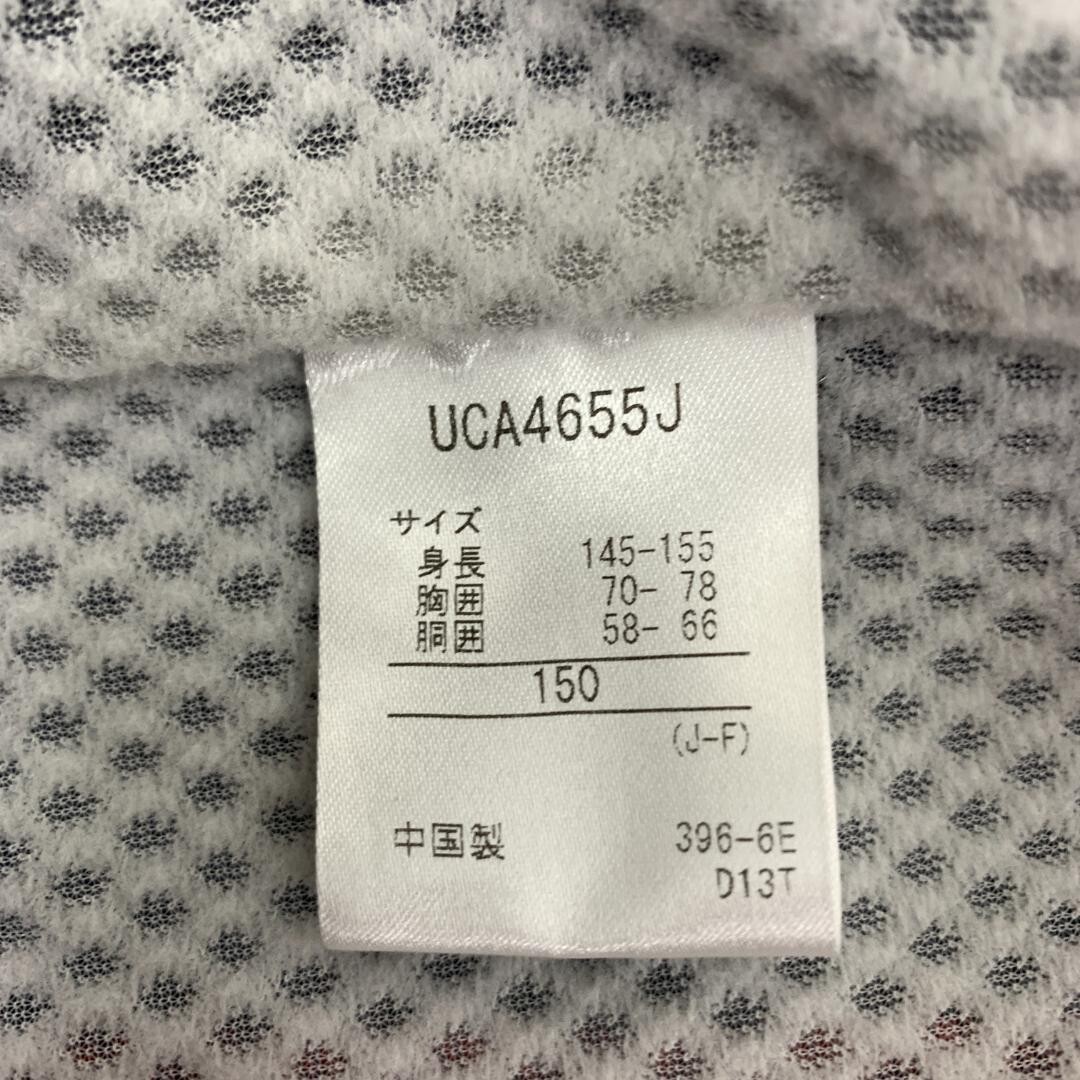 UCA4655J
サイズ
身長 145-155
胸囲 70- 78
胴囲 58- 66
150
(J-F)
中国製 396-6E
D13T